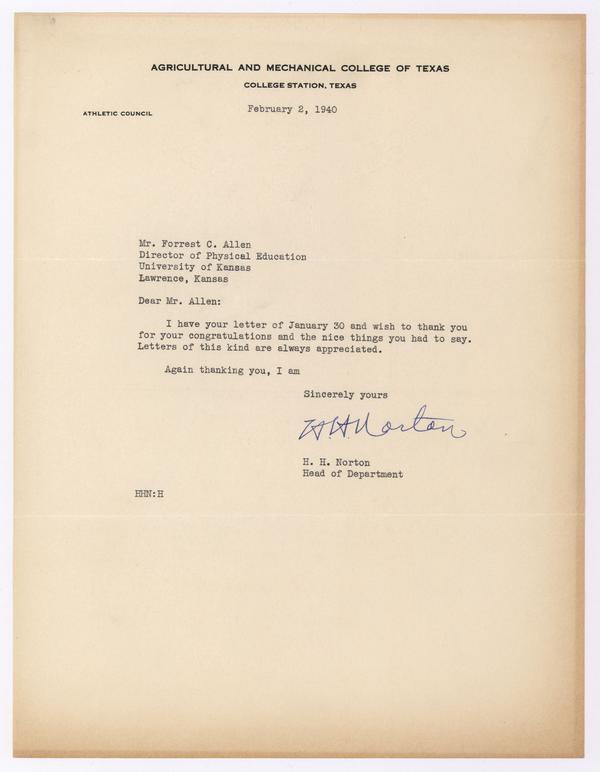 AGRICULTURAL AND MECHANICAL COLLEGE OF TEXAS
COLLEGE STATION, TEXAS
February 2, 1940
ATHLETIC COUNCIL
Mr. Forrest C. Allen
Director of Physical Education
University of Kansas
Lawrence, Kansas
Dear Mr. Allen:
I have your letter of January 30 and wish to thank you
for your congratulations and the nice things you had to say.
Letters of this kind are always appreciated.
Again thanking you, I am
Sincerely yours
H.H. Norton
H. H. Norton
Head of Department
HHN:H